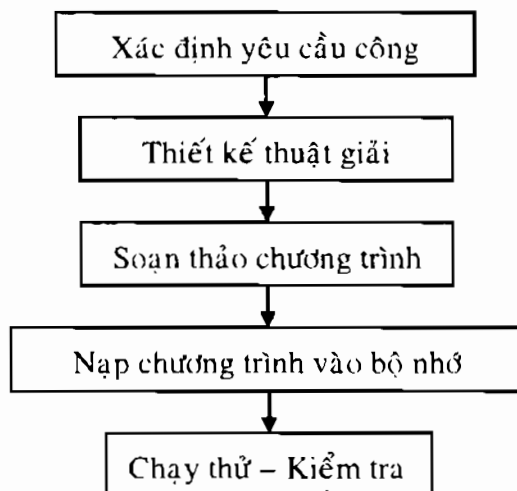 Xác định yêu cầu công
Thiết kế thuật giải
Soạn thảo chương trình
Nạp chương trình vào bộ nhớ
Chạy thử – Kiểm tra